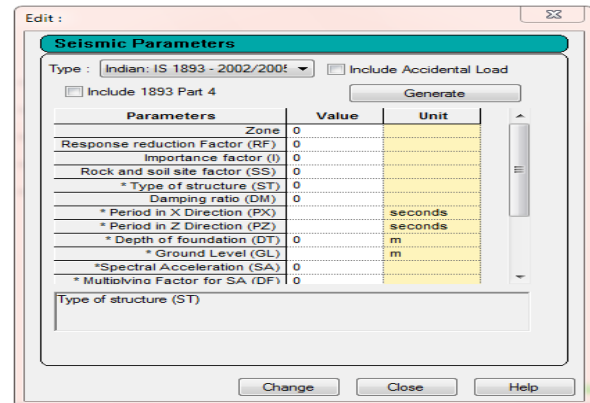 Edit :
Seismic Parameters
Type : Indian: IS 1893 - 2002/200 Include Accidental Load
Include 1893 Part 4 Generate
Parameters Value Unit
Zone 0
Response reduction Factor (RF) 0
Importance factor (I) 0
Rock and soil site factor (SS) 0
* Type of structure (ST) 0
Damping ratio (DM) 0
* Period in X Direction (PX) seconds
* Period in Z Direction (PZ) seconds
* Depth of foundation (DT) 0 m
* Ground Level (GL) m
*Spectral Acceleration (SA) 0
* Multiplying Factor for SA (DF) 0
Type of structure (ST)
Change Close Help